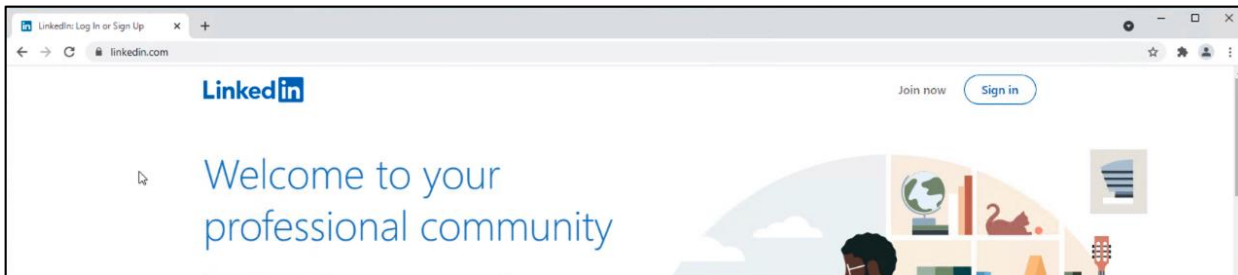 LinkedIn: Log In or Sign Up
linkedin.com
Linked in
Join now
Sign in
Welcome to your
professional community